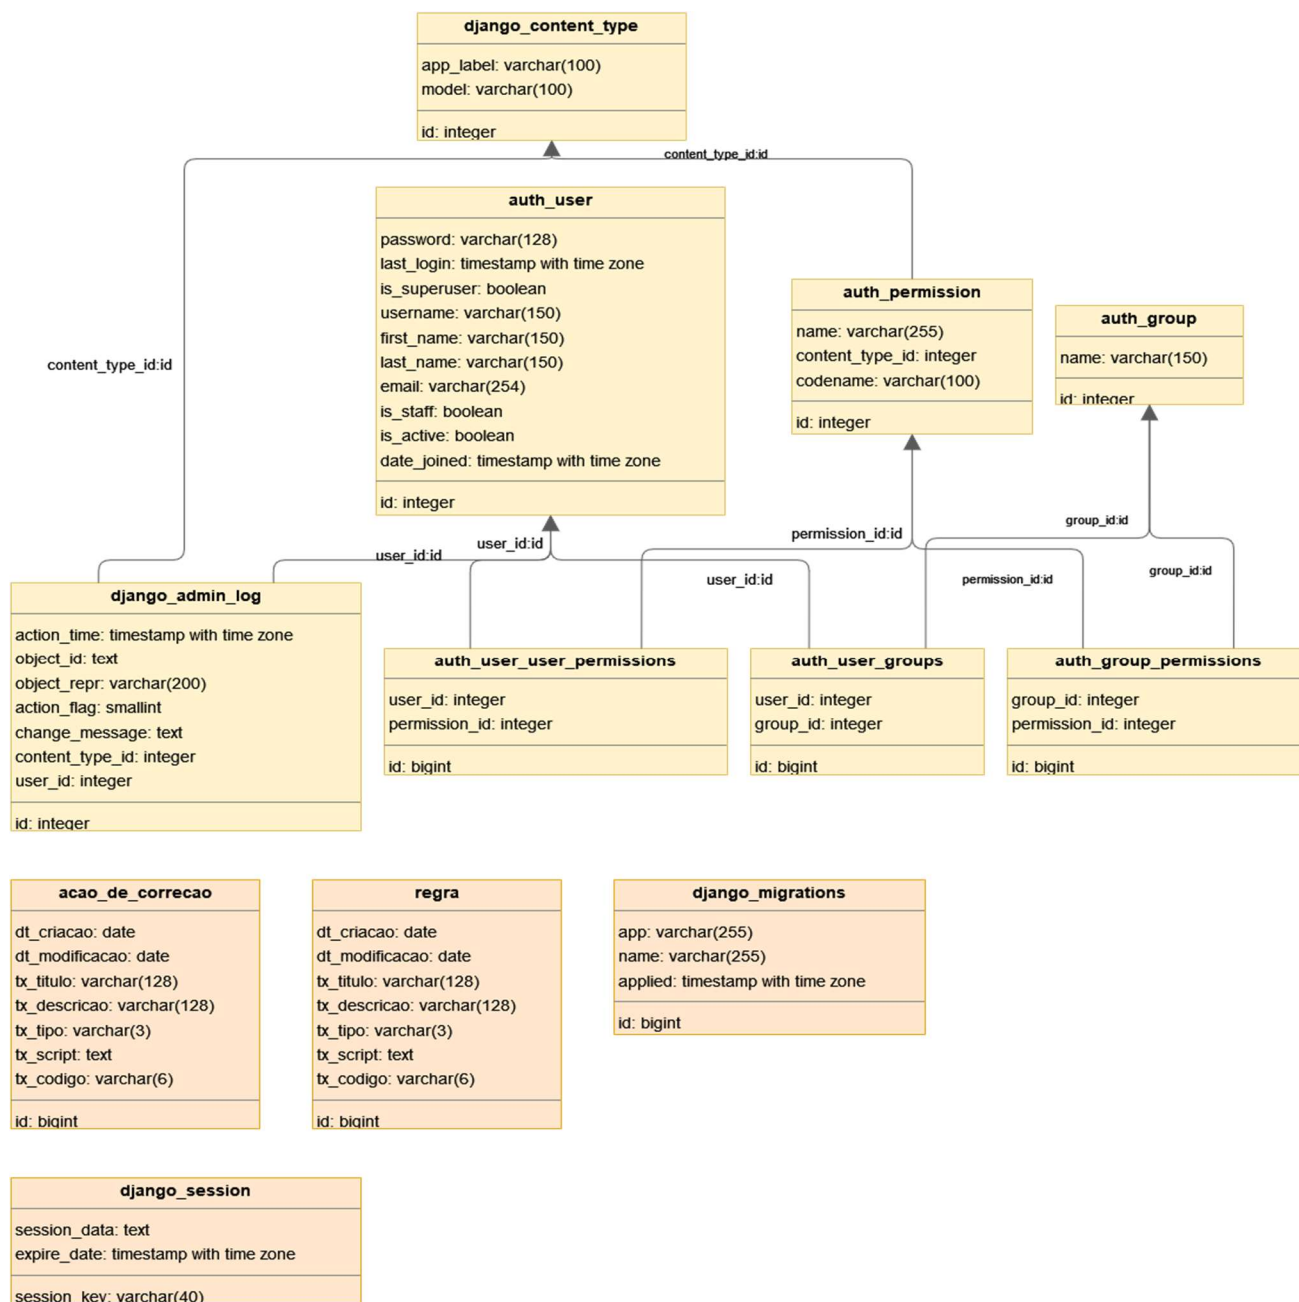 django_content_type
app_label: varchar(100)
model: varchar(100)
id: integer
content_type_id:id
auth_user
password: varchar(128)
last_login: timestamp with time zone
is_superuser: boolean
username: varchar(150)
first_name: varchar(150)
last_name: varchar(150)
email: varchar(254)
is_staff: boolean
is_active: boolean
date_joined: timestamp with time zone
id: integer
auth_permission
name: varchar(255)
content_type_id: integer
codename: varchar(100)
id: integer
auth_group
name: varchar(150)
id: integer
content_type_id:id
user_id:id
user_id:id
user_id:id
permission_id:id
permission_id:id
group_id:id
group_id:id
django_admin_log
action_time: timestamp with time zone
object_id: text
object_repr: varchar(200)
action_flag: smallint
change_message: text
content_type_id: integer
user_id: integer
id: integer
auth_user_user_permissions
user_id: integer
permission_id: integer
id: bigint
auth_user_groups
user_id: integer
group_id: integer
id: bigint
auth_group_permissions
group_id: integer
permission_id: integer
id: bigint
acao_de_correcao
dt_criacao: date
dt_modificacao: date
tx_titulo: varchar(128)
tx_descricao: varchar(128)
tx_tipo: varchar(3)
tx_script: text
tx_codigo: varchar(6)
id: bigint
regra
dt_criacao: date
dt_modificacao: date
tx_titulo: varchar(128)
tx_descricao: varchar(128)
tx_tipo: varchar(3)
tx_script: text
tx_codigo: varchar(6)
id: bigint
django_migrations
app: varchar(255)
name: varchar(255)
applied: timestamp with time zone
id: bigint
django_session
session_data: text
expire_date: timestamp with time zone
session_key: varchar(40)